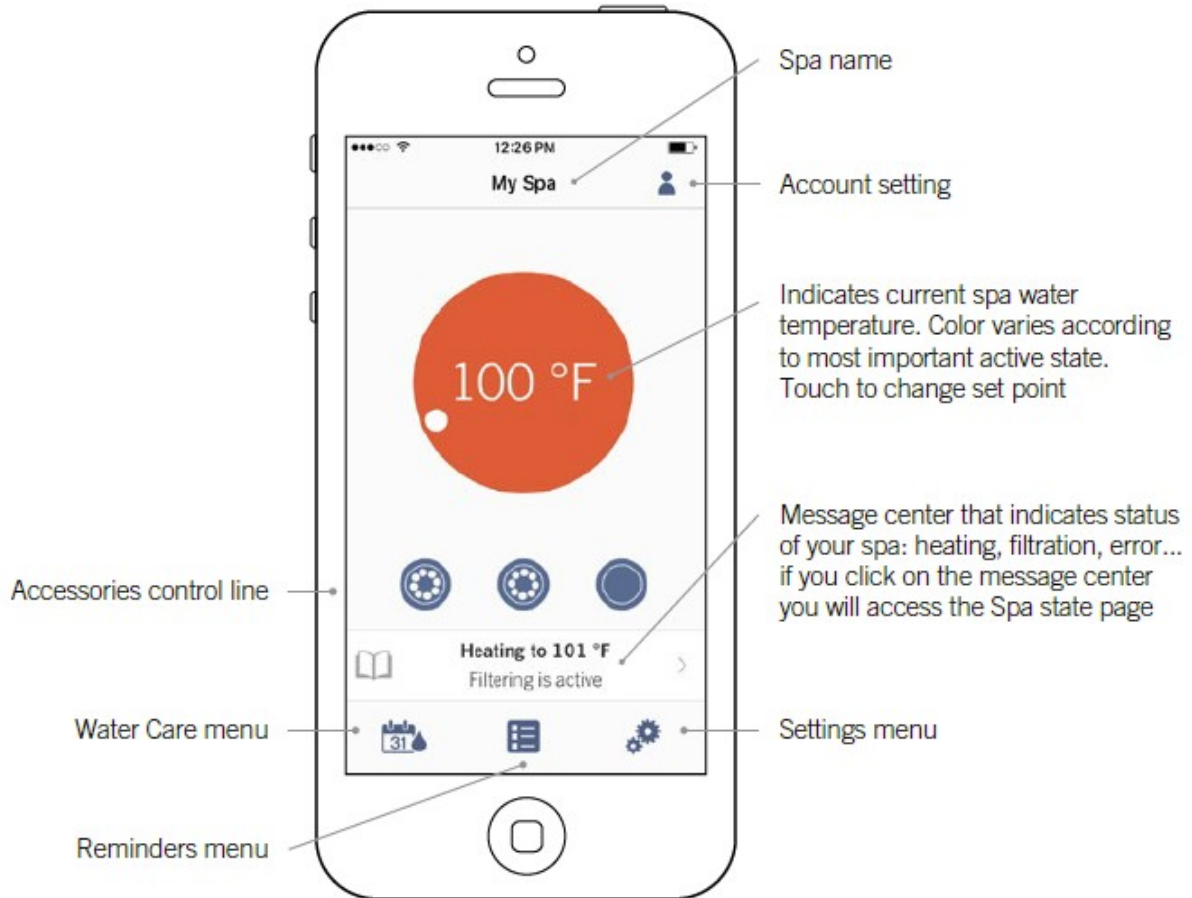 Spa name
12:26 PM
My Spa
Account setting
Indicates current spa water
temperature. Color varies according
to most important active state.
Touch to change set point
100 °F
Message center that indicates status
of your spa: heating, filtration, error...
if you click on the message center
you will access the Spa state page
Accessories control line
Heating to 101 °F
Filtering is active
Water Care menu
31
Settings menu
Reminders menu